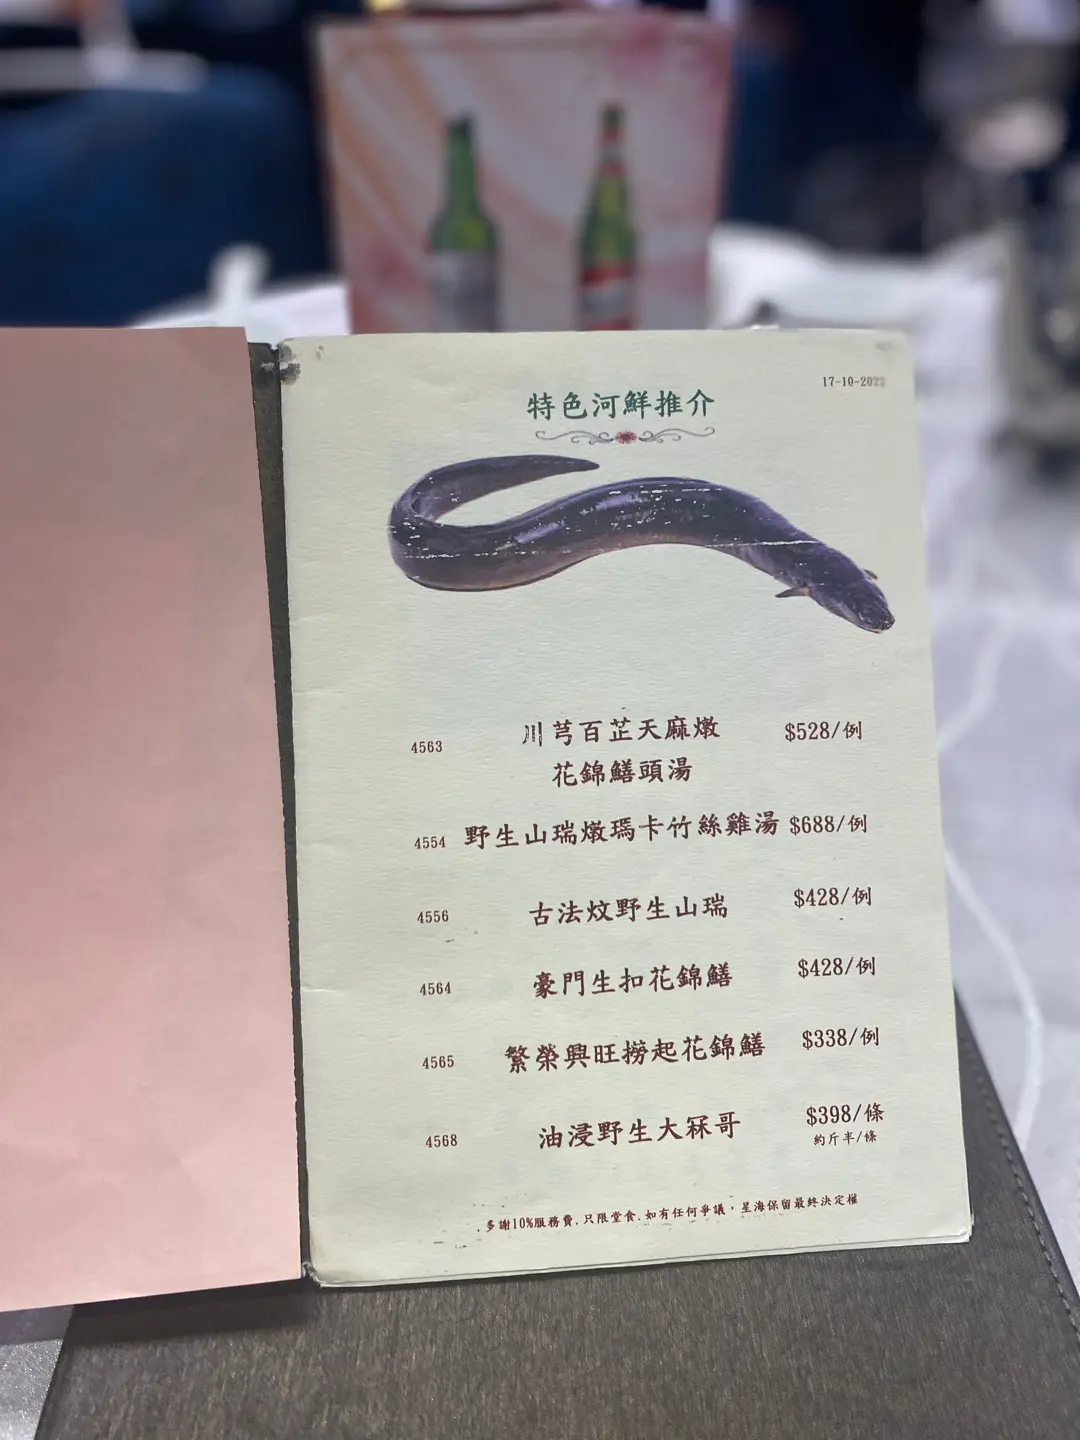 17-10-2022
特色河鮮推介
4563 川芎百芷天麻燉 $528/例
花錦鱔頭湯
4554 野生山瑞燉瑪卡竹絲雞湯 $688/例
4556 古法炆野生山瑞 $428/例
4564 豪門生扣花錦鱔 $428/例
4565 繁榮興旺撈起花錦鱔 $338/例
4568 油浸野生大冧哥 $398/條
約斤半/條
多謝10%服務費．只限堂食．如有任何爭議，星海保留最終決定權